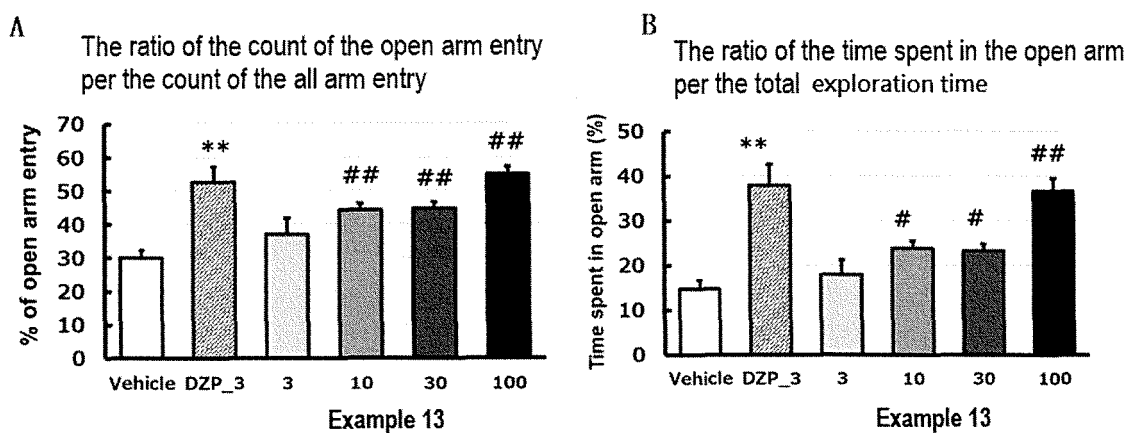 A
The ratio of the count of the open arm entry
per the count of the all arm entry
% of open arm entry
70
60
50
40
30
20
10
0
**
##
##
##
Vehicle DZP_3 3 10 30 100
Example 13
B
The ratio of the time spent in the open arm
per the total exploration time
Time spent in open arm (%)
50
40
30
20
10
0
**
#
#
##
Vehicle DZP_3 3 10 30 100
Example 13